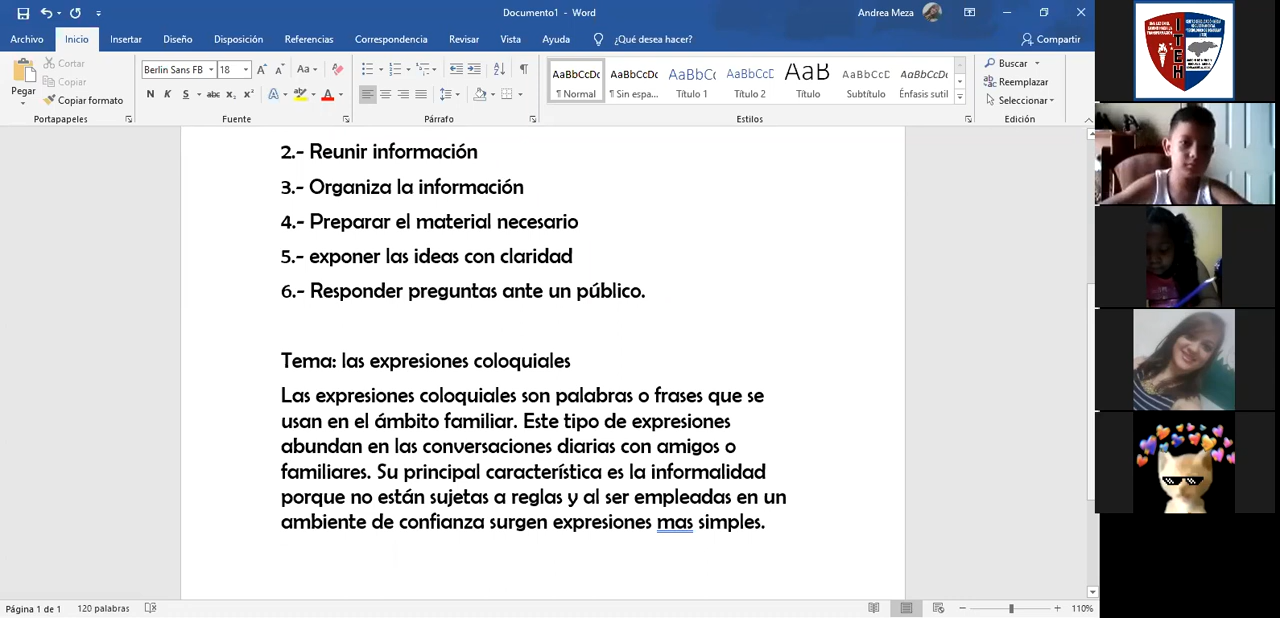 Documento1 - Word
Andrea Meza
Archivo Inicio Insertar Diseño Disposición Referencias Correspondencia Revisar Vista Ayuda ¿Qué desea hacer? Compartir
Pegar
Cortar
Copiar
Copiar formato
Portapapeles
Berlin Sans FB 18
N K S abc x₂ x²
Fuente
Párrafo
AaBbCcDc AaBbCcDc AaBbCc AaBbCcD AaB AaBbCcD AaBbCcDc
¶ Normal ¶ Sin espa... Título 1 Título 2 Título Subtítulo Énfasis sutil
Estilos
Buscar
Reemplazar
Seleccionar
Edición
2.- Reunir información
3.- Organiza la información
4.- Preparar el material necesario
5.- exponer las ideas con claridad
6.- Responder preguntas ante un público.
Tema: las expresiones coloquiales
Las expresiones coloquiales son palabras o frases que se
usan en el ámbito familiar. Este tipo de expresiones
abundan en las conversaciones diarias con amigos o
familiares. Su principal característica es la informalidad
porque no están sujetas a reglas y al ser empleadas en un
ambiente de confianza surgen expresiones mas simples.
Página 1 de 1 120 palabras
110%
ITEH